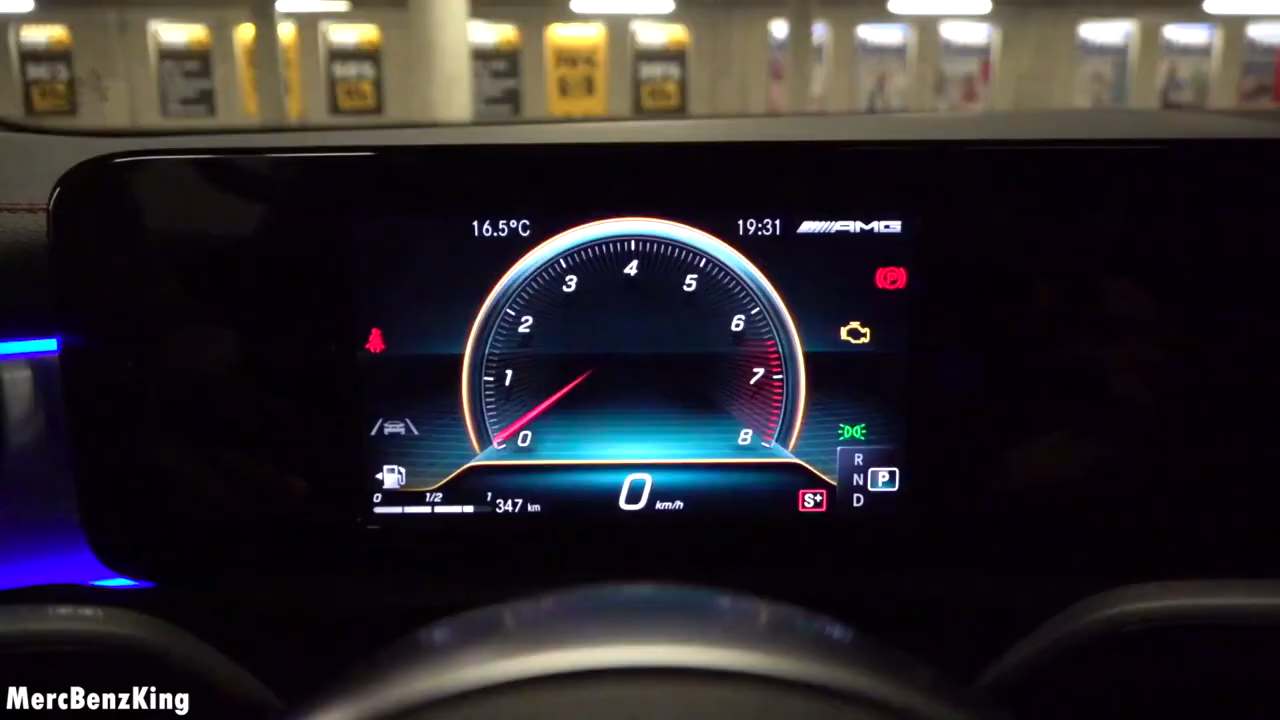 16.5°C
19:31 AMG
0 1 2 3 4 5 6 7 8
R
N P
D
0 1/2 1
347 km
0 km/h
S+
MercBenzKing